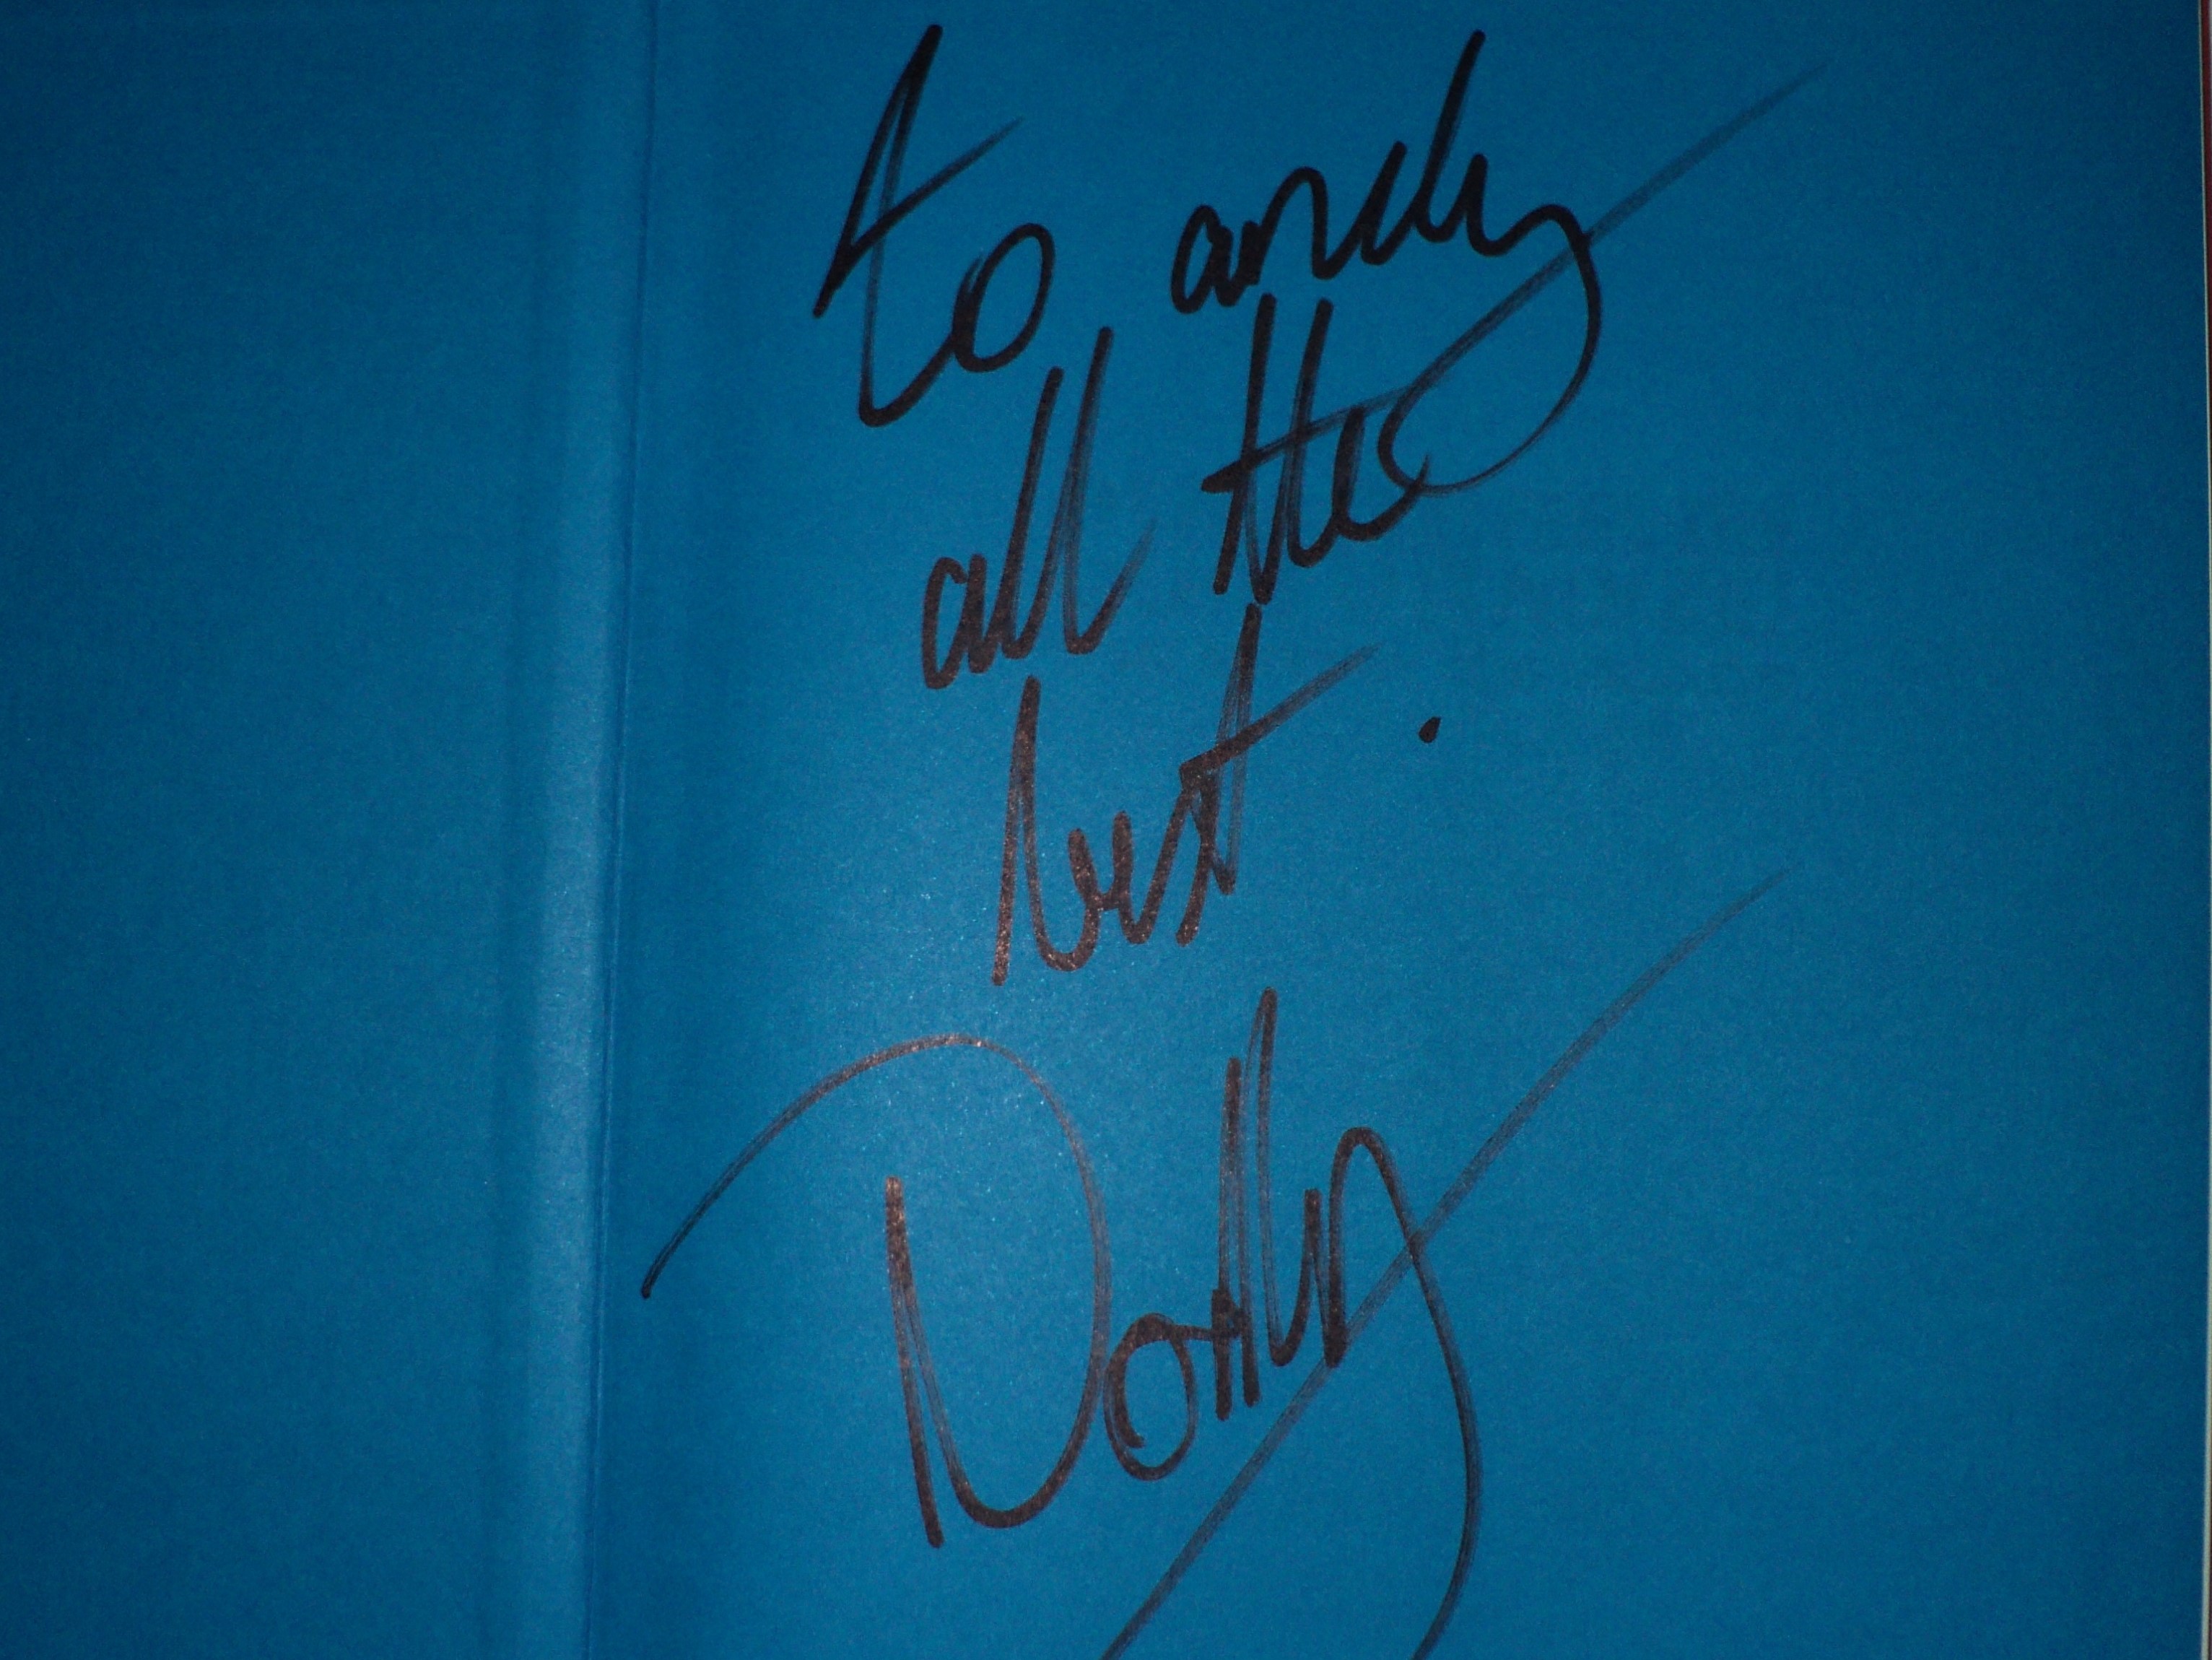 to andy
all the
best.
Dolly